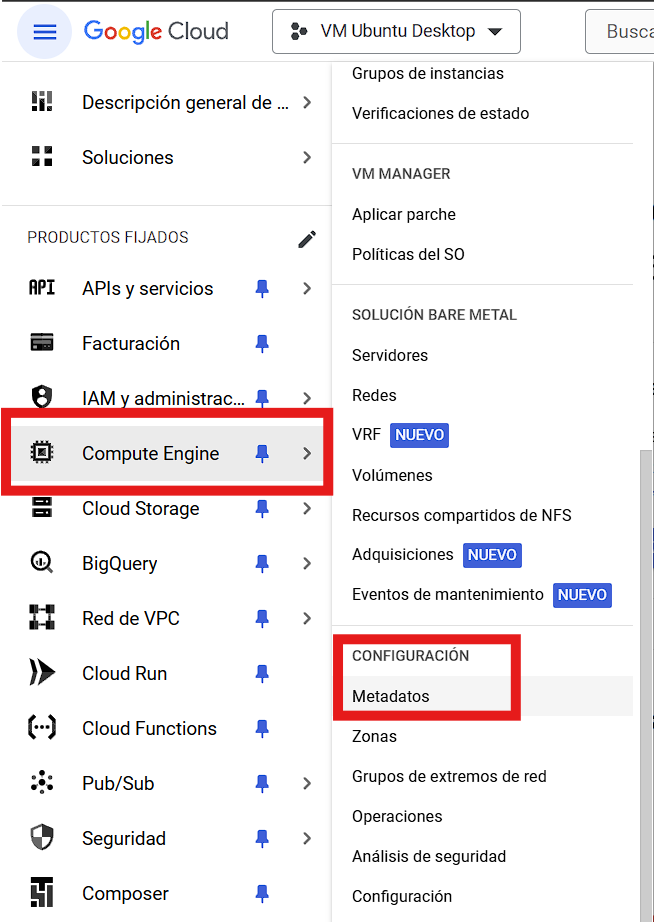 Google Cloud
VM Ubuntu Desktop
Descripción general de ...
Soluciones
PRODUCTOS FIJADOS
API APIs y servicios
Facturación
IAM y administrac...
Compute Engine
Cloud Storage
BigQuery
Red de VPC
Cloud Run
Cloud Functions
Pub/Sub
Seguridad
Composer
Grupos de instancias
Verificaciones de estado
VM MANAGER
Aplicar parche
Políticas del SO
SOLUCIÓN BARE METAL
Servidores
Redes
VRF NUEVO
Volúmenes
Recursos compartidos de NFS
Adquisiciones NUEVO
Eventos de mantenimiento NUEVO
CONFIGURACIÓN
Metadatos
Zonas
Grupos de extremos de red
Operaciones
Análisis de seguridad
Configuración